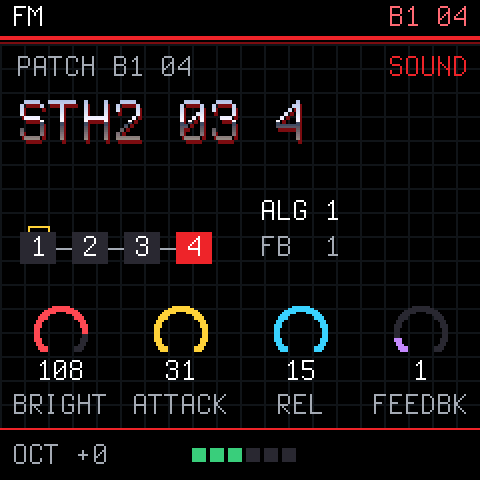 FM B1 04
PATCH B1 04 SOUND
STH2 03 4
ALG 1
1 2 3 4 FB 1
108 31 15 1
BRIGHT ATTACK REL FEEDBK
OCT +0